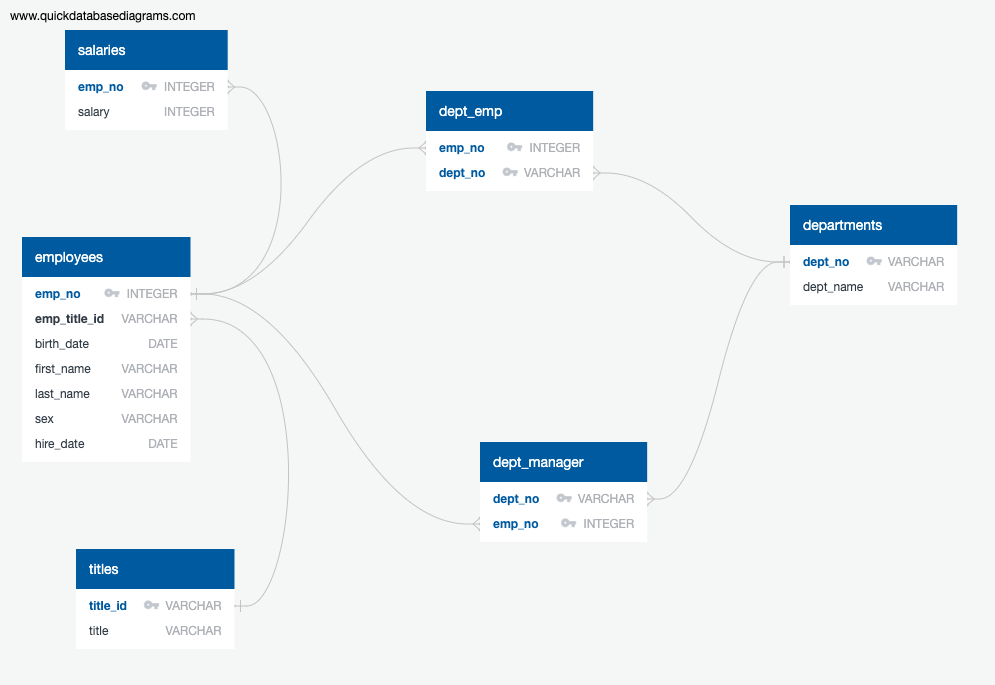 www.quickdatabasediagrams.com
salaries
emp_no INTEGER
salary INTEGER
dept_emp
emp_no INTEGER
dept_no VARCHAR
departments
dept_no VARCHAR
dept_name VARCHAR
employees
emp_no INTEGER
emp_title_id VARCHAR
birth_date DATE
first_name VARCHAR
last_name VARCHAR
sex VARCHAR
hire_date DATE
dept_manager
dept_no VARCHAR
emp_no INTEGER
titles
title_id VARCHAR
title VARCHAR